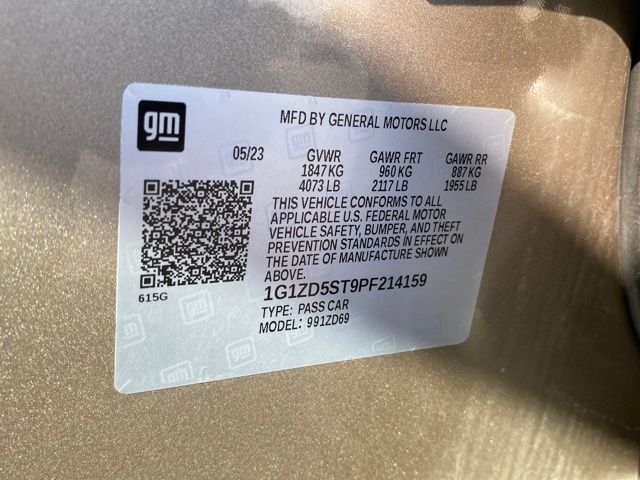 gm
MFD BY GENERAL MOTORS LLC
05/23 GVWR GAWR FRT GAWR RR
1847 KG 960 KG 887 KG
4073 LB 2117 LB 1955 LB
THIS VEHICLE CONFORMS TO ALL
APPLICABLE U.S. FEDERAL MOTOR
VEHICLE SAFETY, BUMPER, AND THEFT
PREVENTION STANDARDS IN EFFECT ON
THE DATE OF MANUFACTURE SHOWN
ABOVE.
615G
1G1ZD5ST9PF214159
TYPE: PASS CAR
MODEL: 991ZD69